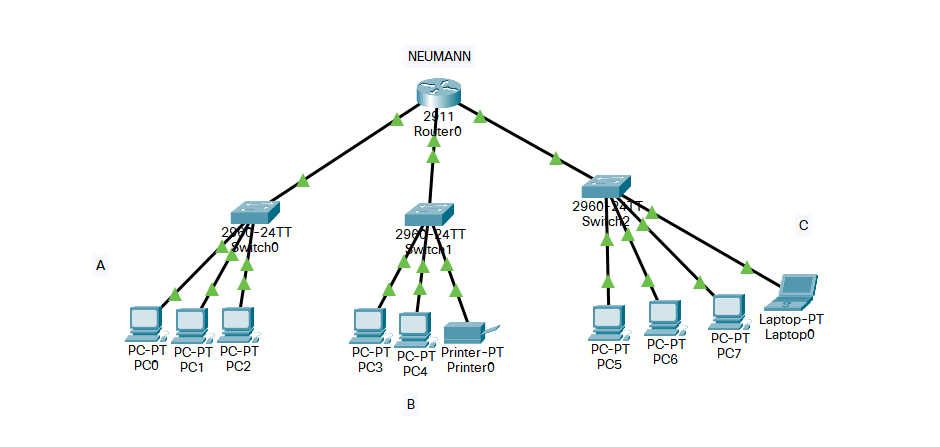 NEUMANN
2911
Router0
2960-24TT
Switch0
2960-24TT
Switch1
2960-24TT
Switch2
A
C
PC-PT
PC0
PC-PT
PC1
PC-PT
PC2
PC-PT
PC3
PC-PT
PC4
Printer-PT
Printer0
PC-PT
PC5
PC-PT
PC6
PC-PT
PC7
Laptop-PT
Laptop0
B